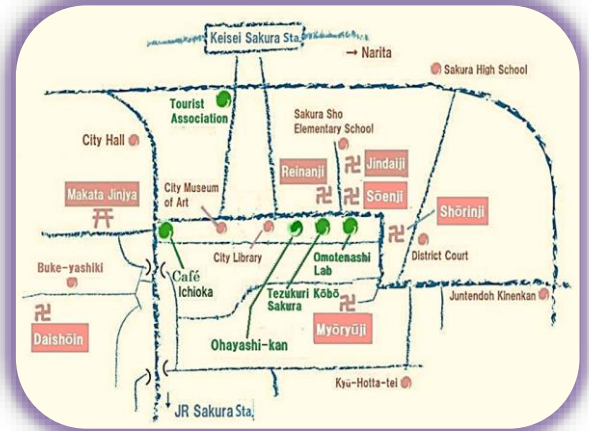 Keisei Sakura Sta.
→ Narita
Sakura High School
Tourist
Association
Sakura Sho
Elementary School
City Hall
Reinanji
Jindaiji
City Museum
of Art
Makata Jinjya
Sōenji
Shōrinji
City Library
Omotenashi
Lab
District Court
Café
Ichioka
Buke-yashiki
Tezukuri Kōbō
Sakura
Juntendoh Kinenkan
Daishōin
Myōryūji
Ohayashi-kan
Kyū-Hotta-tei
↓ JR Sakura Sta.